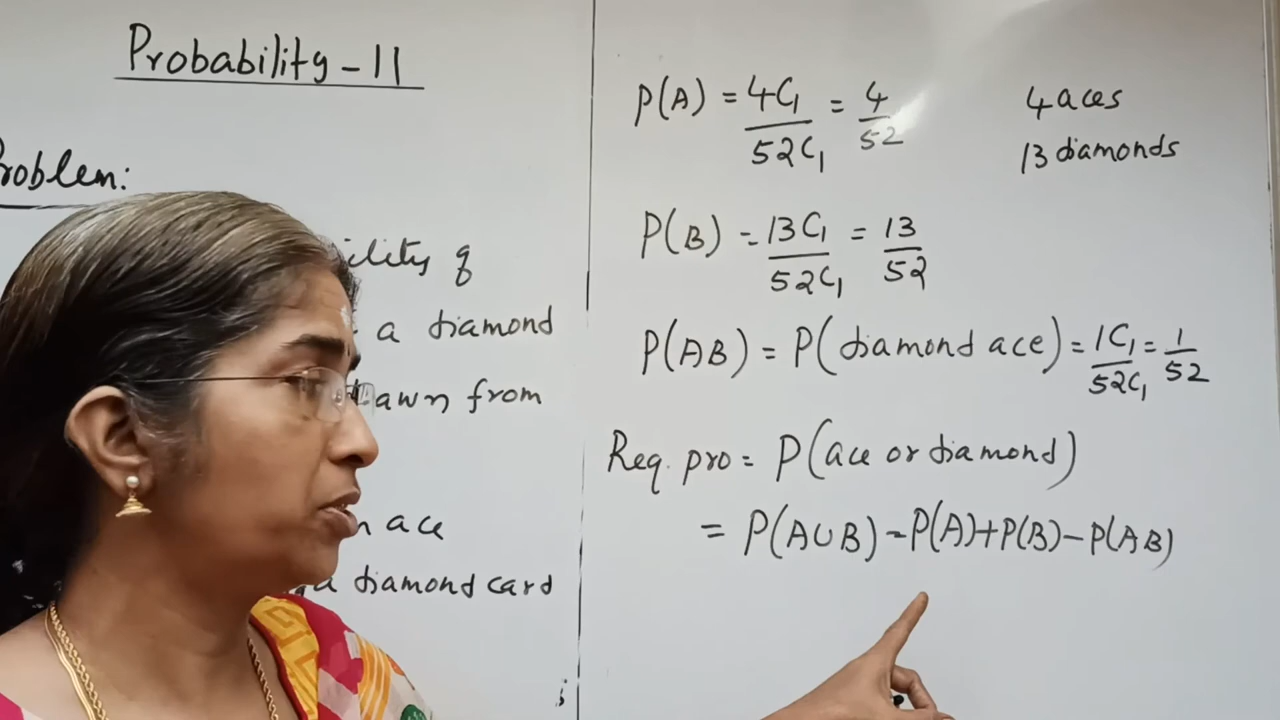 Probability - II
roblem:
ility of
a diamond
awn from
ace
a diamond card
P(A) = 4C₁/52C₁ = 4/52
4 aces
13 diamonds
P(B) = 13C₁/52C₁ = 13/52
P(AB) = P(diamond ace) = 1C₁/52C₁ = 1/52
Req. pro = P(ace or diamond)
= P(A∪B) = P(A)+P(B)-P(AB)